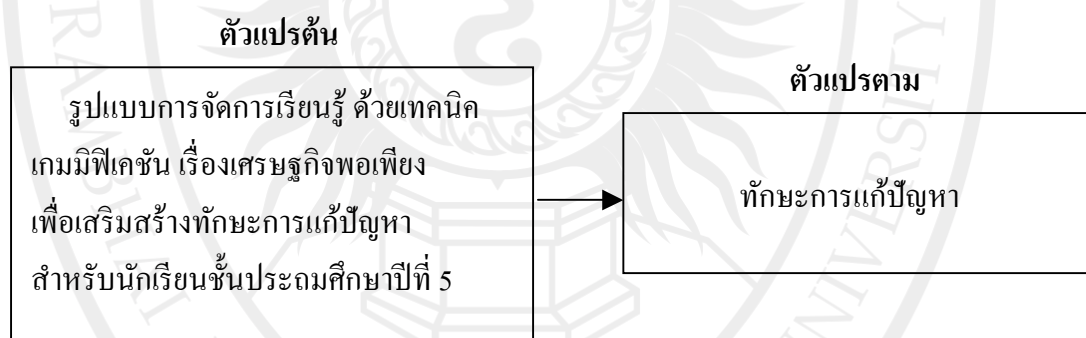 ตัวแปรต้น
รูปแบบการจัดการเรียนรู้ ด้วยเทคนิค
เกมมิฟิเคชัน เรื่องเศรษฐกิจพอเพียง
เพื่อเสริมสร้างทักษะการแก้ปัญหา
สำหรับนักเรียนชั้นประถมศึกษาปีที่ 5
ตัวแปรตาม
ทักษะการแก้ปัญหา